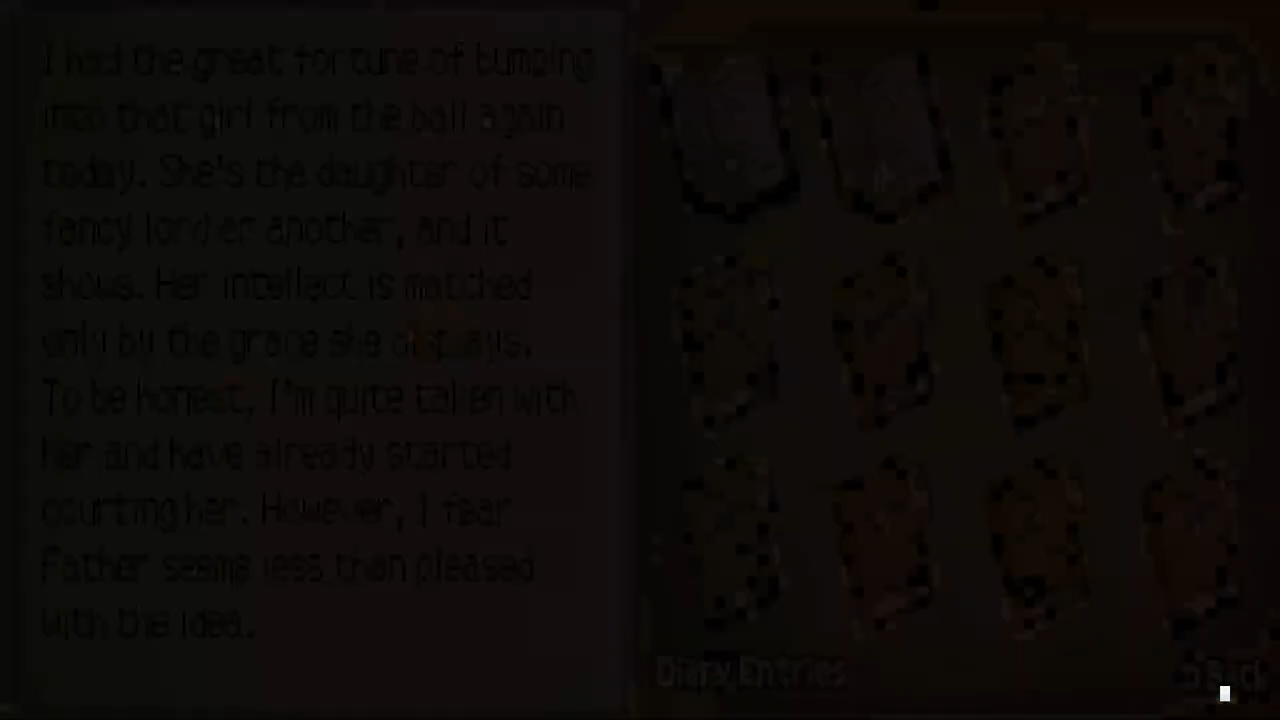 I had the great fortune of bumping
into that girl from the ball again
today. She's the daughter of some
fancy lord or another, and it
shows. Her intellect is matched
only by the grace she displays.
To be honest, I'm quite taken with
her and have already started
courting her. However, I fear
Father seems less than pleased
with the idea.
Diary Entries
Back